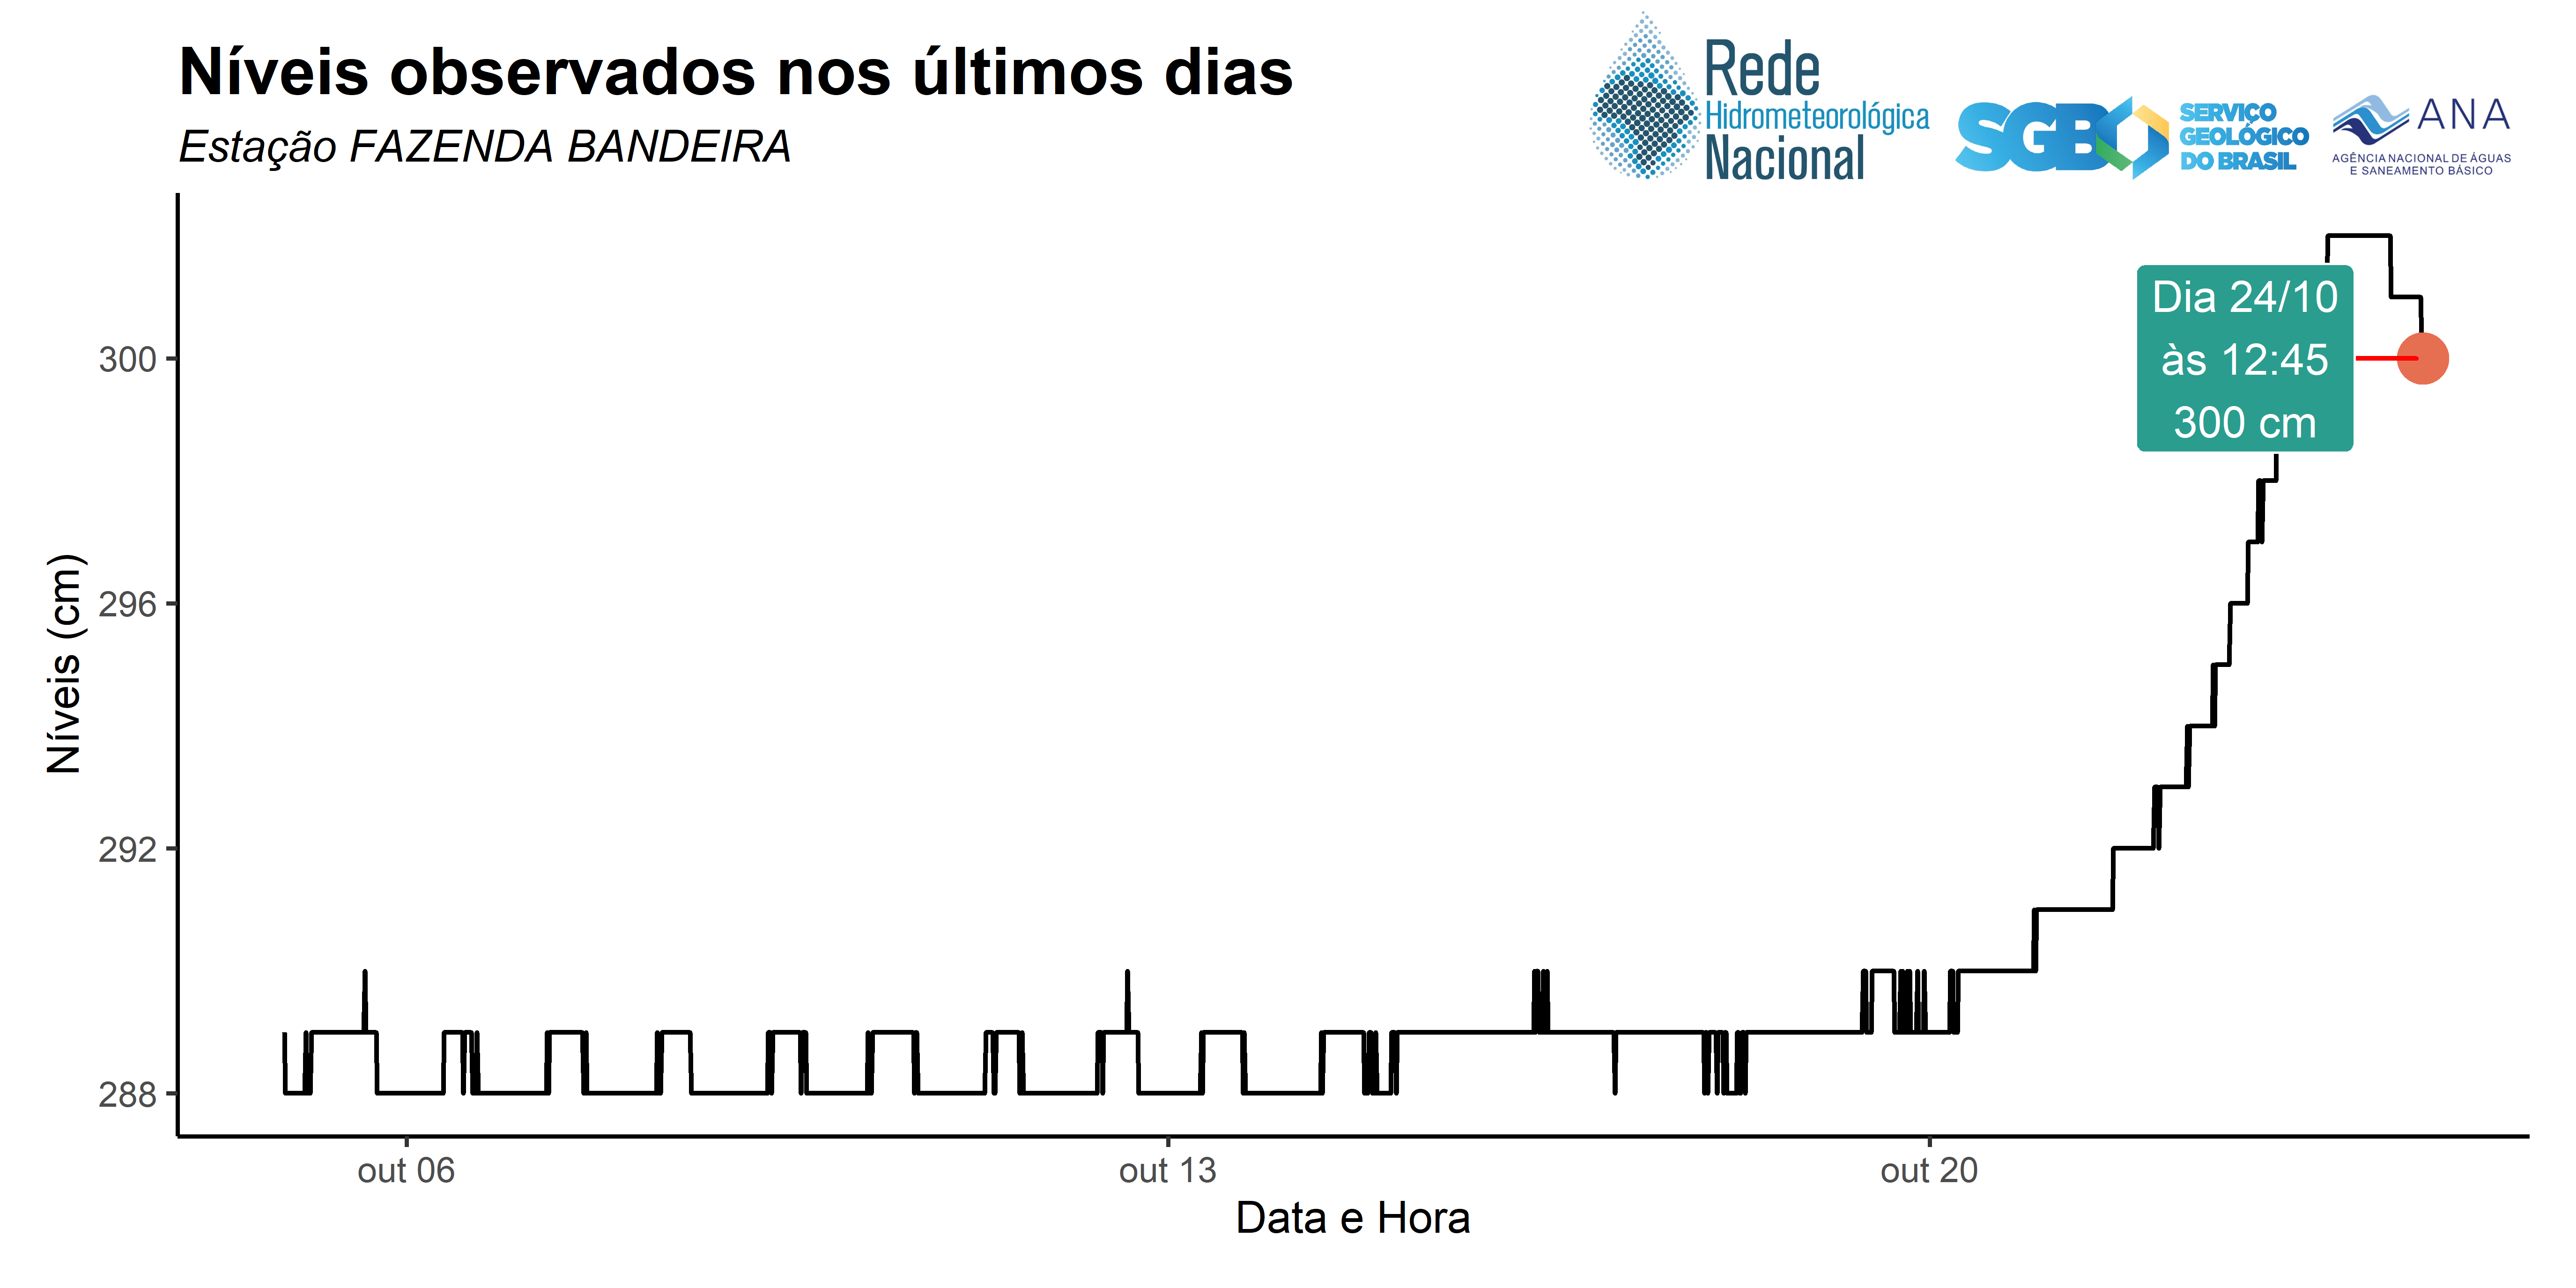 Níveis observados nos últimos dias
Estação FAZENDA BANDEIRA
Rede
Hidrometeorológica
Nacional
SGB
SERVIÇO
GEOLÓGICO
DO BRASIL
ANA
AGÊNCIA NACIONAL DE ÁGUAS
E SANEAMENTO BÁSICO
Níveis (cm)
300
296
292
288
Dia 24/10
às 12:45
300 cm
out 06
out 13
out 20
Data e Hora